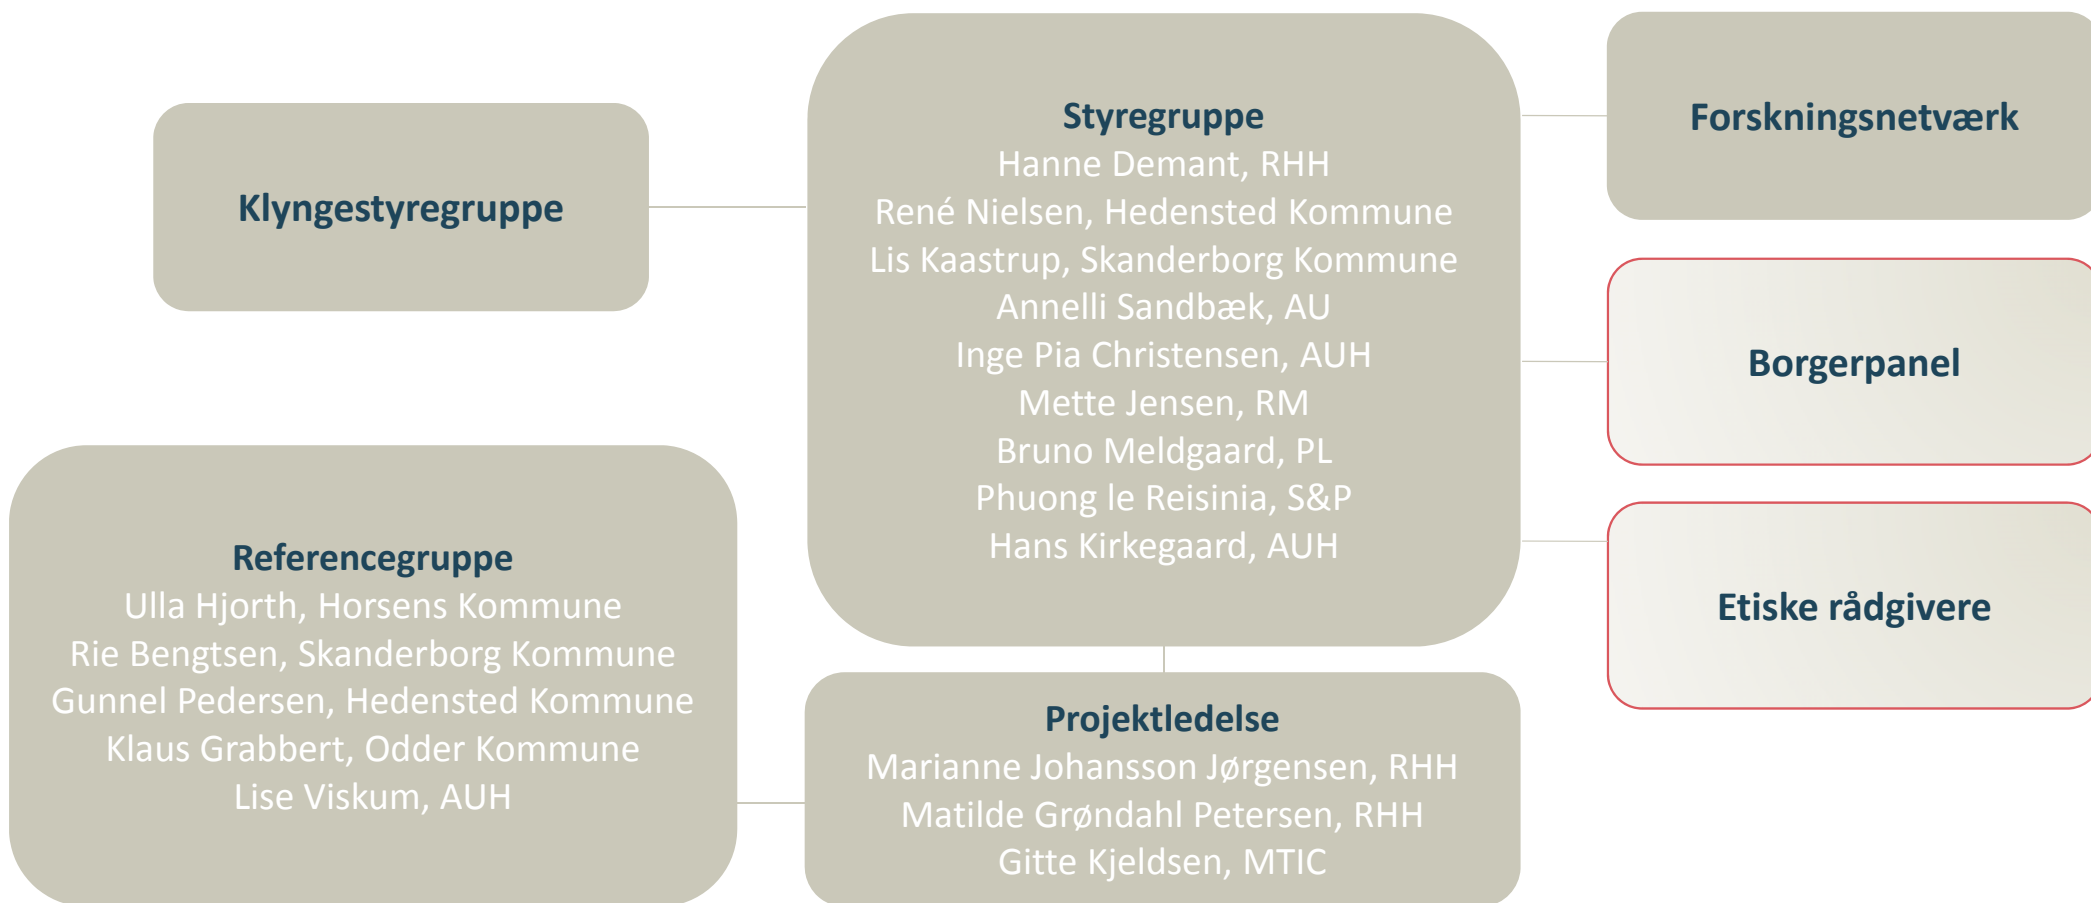 Klyngestyregruppe
Styregruppe
Hanne Demant, RHH
René Nielsen, Hedensted Kommune
Lis Kaastrup, Skanderborg Kommune
Annelli Sandbæk, AU
Inge Pia Christensen, AUH
Mette Jensen, RM
Bruno Meldgaard, PL
Phuong le Reisinia, S&P
Hans Kirkegaard, AUH
Forskningsnetværk
Borgerpanel
Etiske rådgivere
Referencegruppe
Ulla Hjorth, Horsens Kommune
Rie Bengtsen, Skanderborg Kommune
Gunnel Pedersen, Hedensted Kommune
Klaus Grabbert, Odder Kommune
Lise Viskum, AUH
Projektledelse
Marianne Johansson Jørgensen, RHH
Matilde Grøndahl Petersen, RHH
Gitte Kjeldsen, MTIC